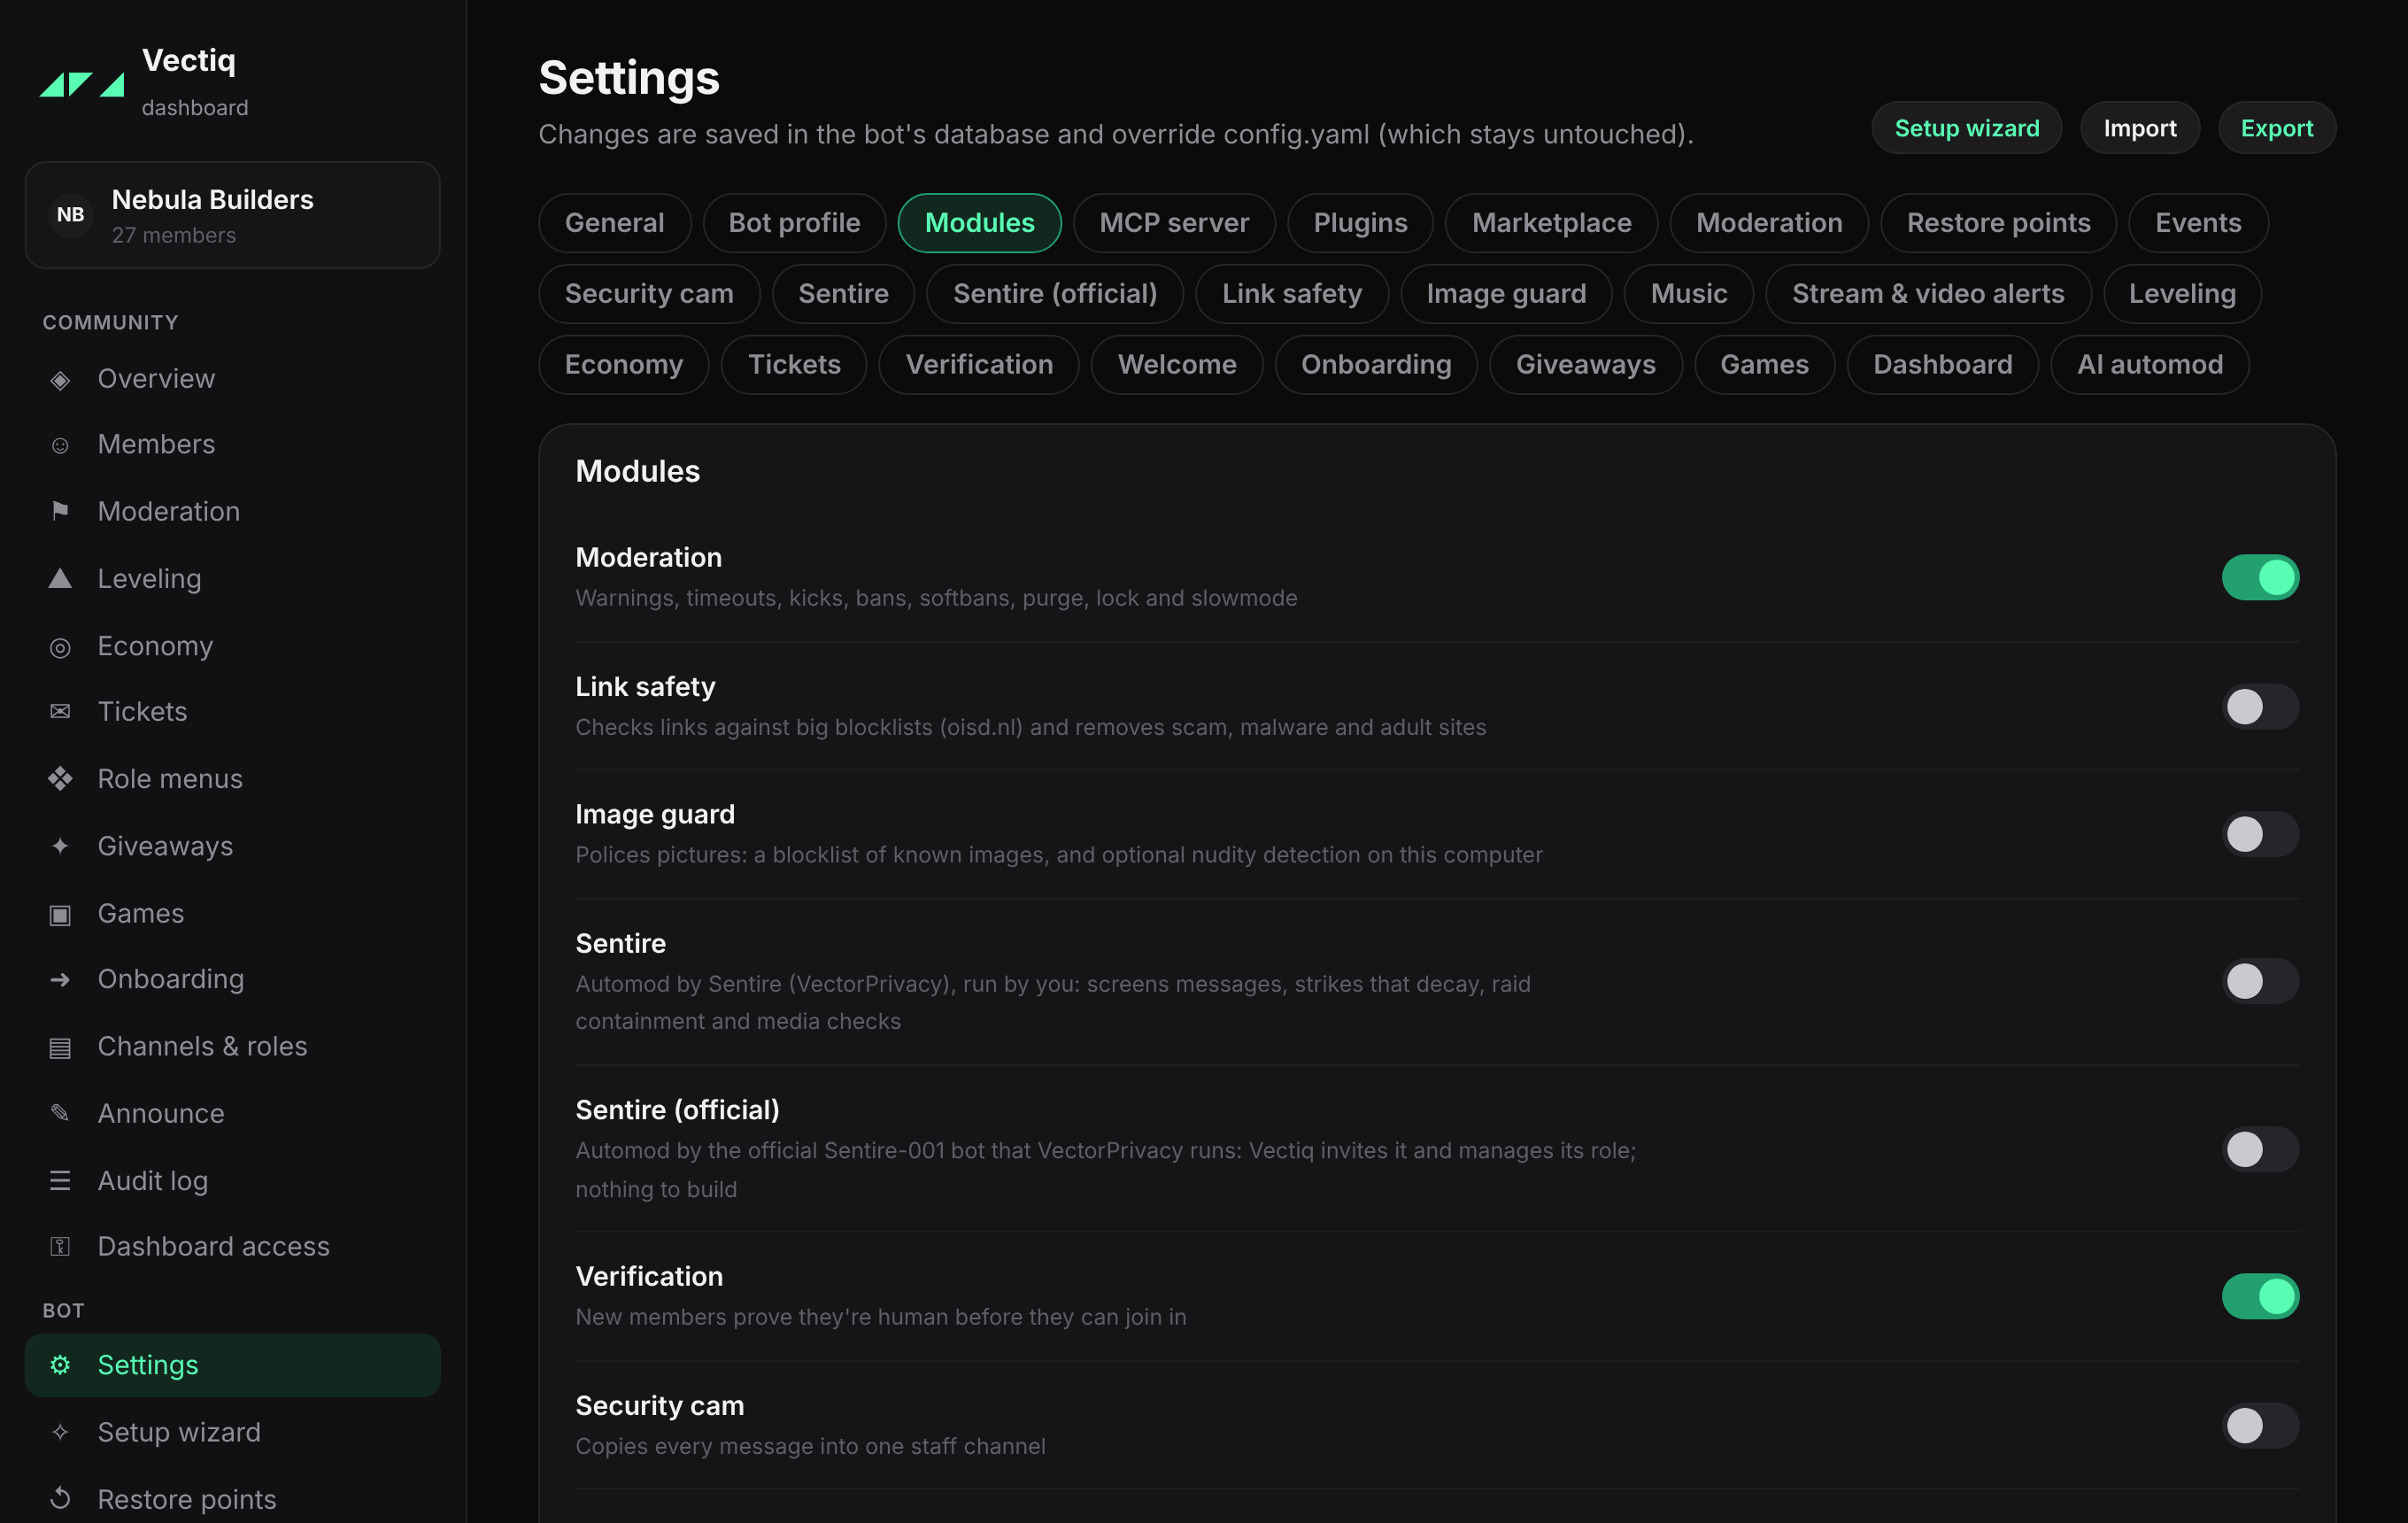 Vectiq
dashboard
NB
Nebula Builders
27 members
COMMUNITY
Overview
Members
Moderation
Leveling
Economy
Tickets
Role menus
Giveaways
Games
Onboarding
Channels & roles
Announce
Audit log
Dashboard access
BOT
Settings
Setup wizard
Restore points
Settings
Changes are saved in the bot's database and override config.yaml (which stays untouched).
Setup wizard
Import
Export
General
Bot profile
Modules
MCP server
Plugins
Marketplace
Moderation
Restore points
Events
Security cam
Sentire
Sentire (official)
Link safety
Image guard
Music
Stream & video alerts
Leveling
Economy
Tickets
Verification
Welcome
Onboarding
Giveaways
Games
Dashboard
AI automod
Modules
Moderation
Warnings, timeouts, kicks, bans, softbans, purge, lock and slowmode
Link safety
Checks links against big blocklists (oisd.nl) and removes scam, malware and adult sites
Image guard
Polices pictures: a blocklist of known images, and optional nudity detection on this computer
Sentire
Automod by Sentire (VectorPrivacy), run by you: screens messages, strikes that decay, raid
containment and media checks
Sentire (official)
Automod by the official Sentire-001 bot that VectorPrivacy runs: Vectiq invites it and manages its role;
nothing to build
Verification
New members prove they're human before they can join in
Security cam
Copies every message into one staff channel